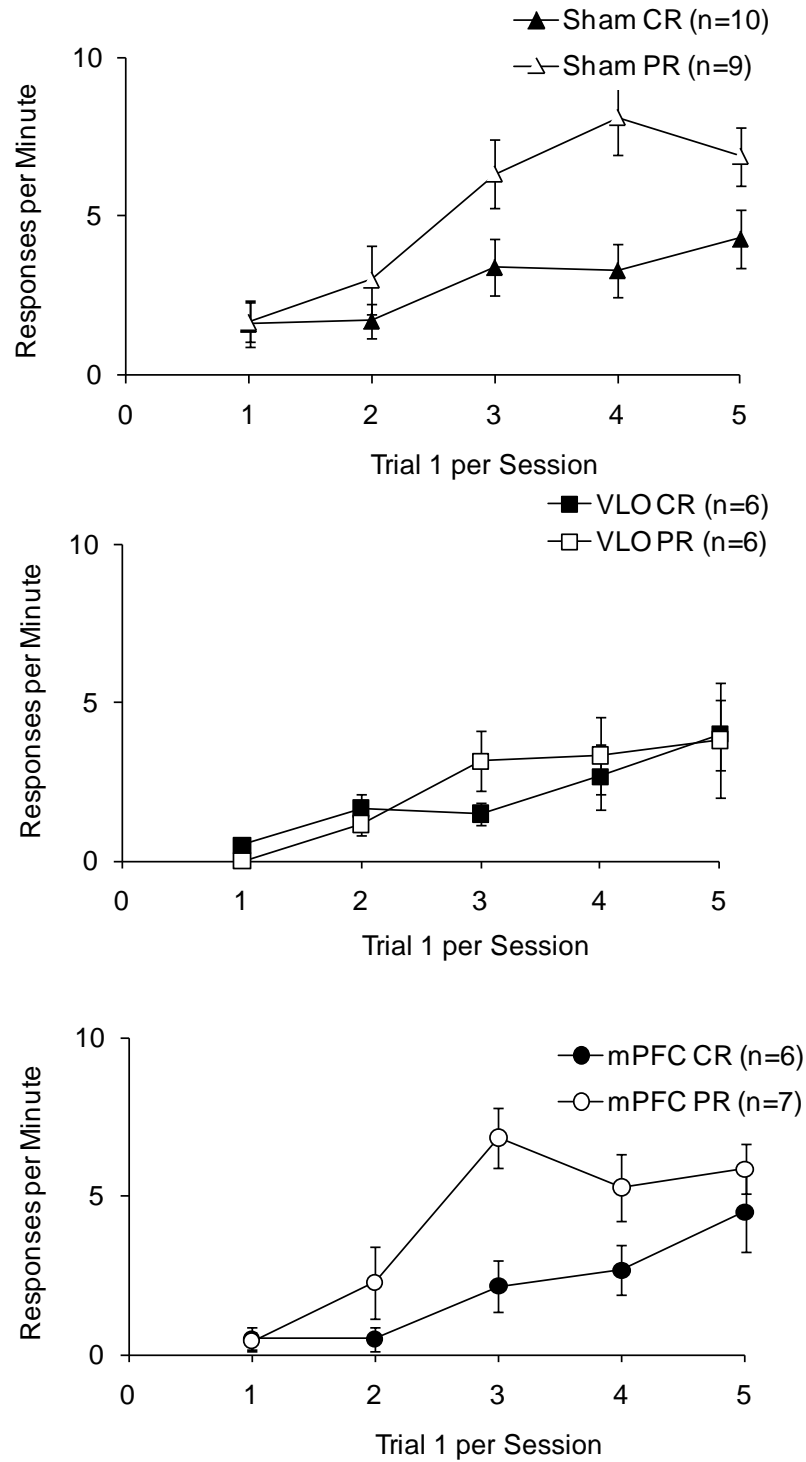 Sham CR (n=10)
Sham PR (n=9)
10
5
0
Responses per Minute
0 1 2 3 4 5
Trial 1 per Session
VLO CR (n=6)
VLO PR (n=6)
10
5
0
Responses per Minute
0 1 2 3 4 5
Trial 1 per Session
mPFC CR (n=6)
mPFC PR (n=7)
10
5
0
Responses per Minute
0 1 2 3 4 5
Trial 1 per Session